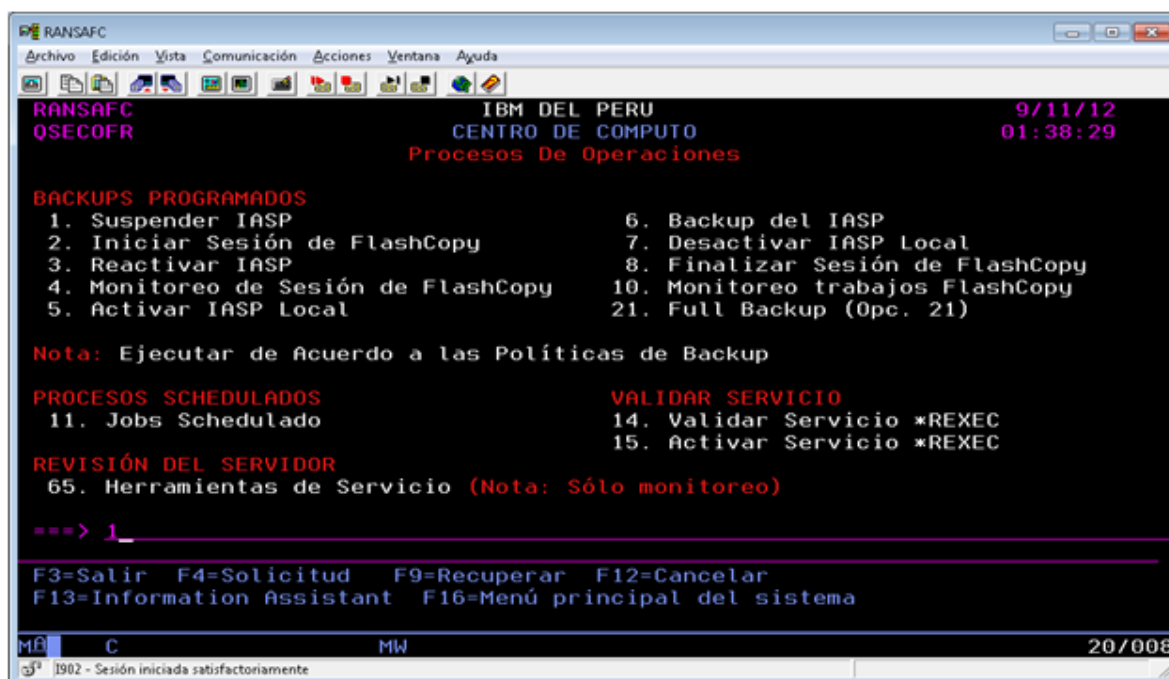 RANSAFC
Archivo Edición Vista Comunicación Acciones Ventana Ayuda
RANSAFC IBM DEL PERU 9/11/12
QSECOFR CENTRO DE COMPUTO 01:38:29
Procesos De Operaciones
BACKUPS PROGRAMADOS
1. Suspender IASP 6. Backup del IASP
2. Iniciar Sesión de FlashCopy 7. Desactivar IASP Local
3. Reactivar IASP 8. Finalizar Sesión de FlashCopy
4. Monitoreo de Sesión de FlashCopy 10. Monitoreo trabajos FlashCopy
5. Activar IASP Local 21. Full Backup (Opc. 21)
Nota: Ejecutar de Acuerdo a las Políticas de Backup
PROCESOS SCHEDULADOS VALIDAR SERVICIO
11. Jobs Schedulado 14. Validar Servicio *REXEC
15. Activar Servicio *REXEC
REVISIÓN DEL SERVIDOR
65. Herramientas de Servicio (Nota: Sólo monitoreo)
===> 1_
F3=Salir F4=Solicitud F9=Recuperar F12=Cancelar
F13=Information Assistant F16=Menú principal del sistema
MA C MW 20/008
I902 - Sesión iniciada satisfactoriamente